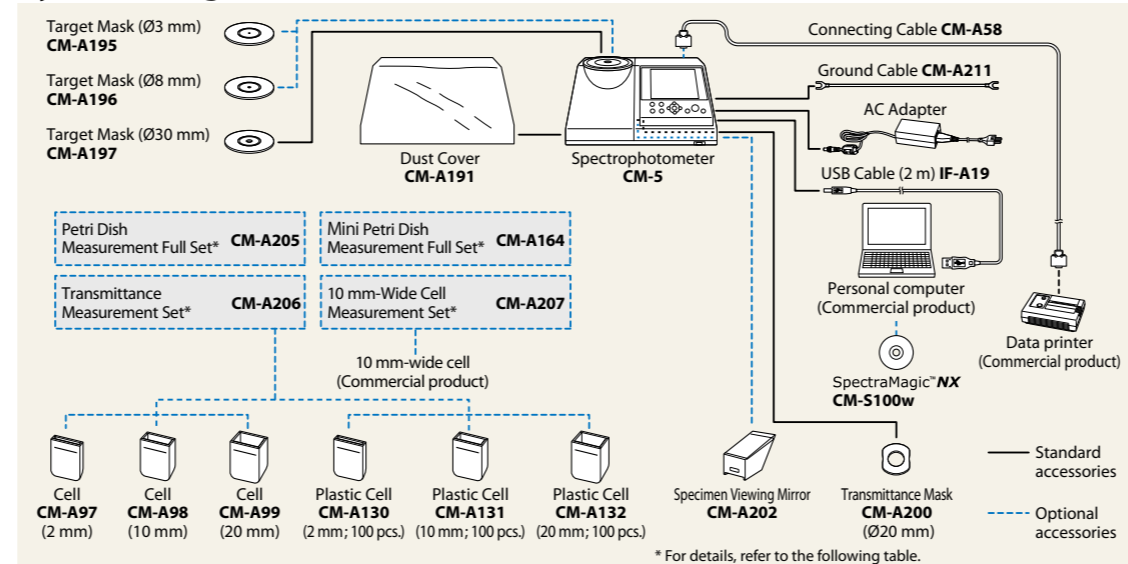 Target Mask (Ø3 mm)
CM-A195
Target Mask (Ø8 mm)
CM-A196
Target Mask (Ø30 mm)
CM-A197
Dust Cover
CM-A191
Spectrophotometer
CM-5
Connecting Cable CM-A58
Ground Cable CM-A211
AC Adapter
USB Cable (2 m) IF-A19
Personal computer
(Commercial product)
Data printer
(Commercial product)
SpectraMagic™ NX
CM-S100w
Petri Dish
Measurement Full Set* CM-A205
Mini Petri Dish
Measurement Full Set* CM-A164
Transmittance
Measurement Set* CM-A206
10 mm-Wide Cell
Measurement Set* CM-A207
10 mm-wide cell
(Commercial product)
Cell
CM-A97
(2 mm)
Cell
CM-A98
(10 mm)
Cell
CM-A99
(20 mm)
Plastic Cell
CM-A130
(2 mm; 100 pcs.)
Plastic Cell
CM-A131
(10 mm; 100 pcs.)
Plastic Cell
CM-A132
(20 mm; 100 pcs.)
Specimen Viewing Mirror
CM-A202
Transmittance Mask
CM-A200
(Ø20 mm)
Standard
accessories
Optional
accessories
* For details, refer to the following table.